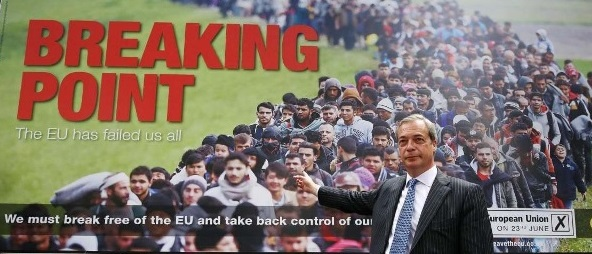 BREAKING
POINT
The EU has failed us all
We must break free of the EU and take back control of our
European Union
ON 23rd JUNE